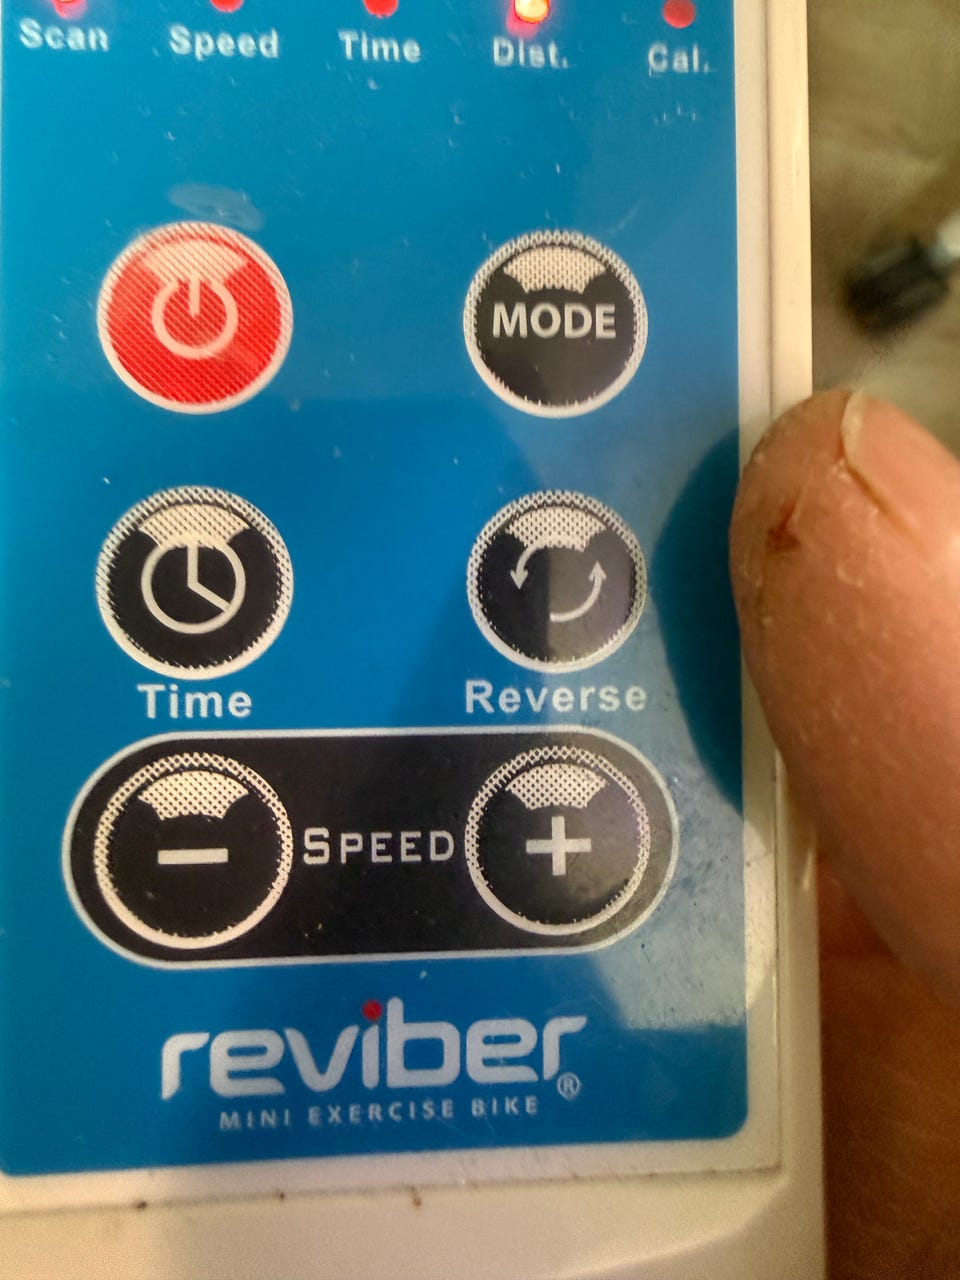 Scan Speed Time Dist. Cal.
MODE
Time Reverse
SPEED
reviber®
MINI EXERCISE BIKE